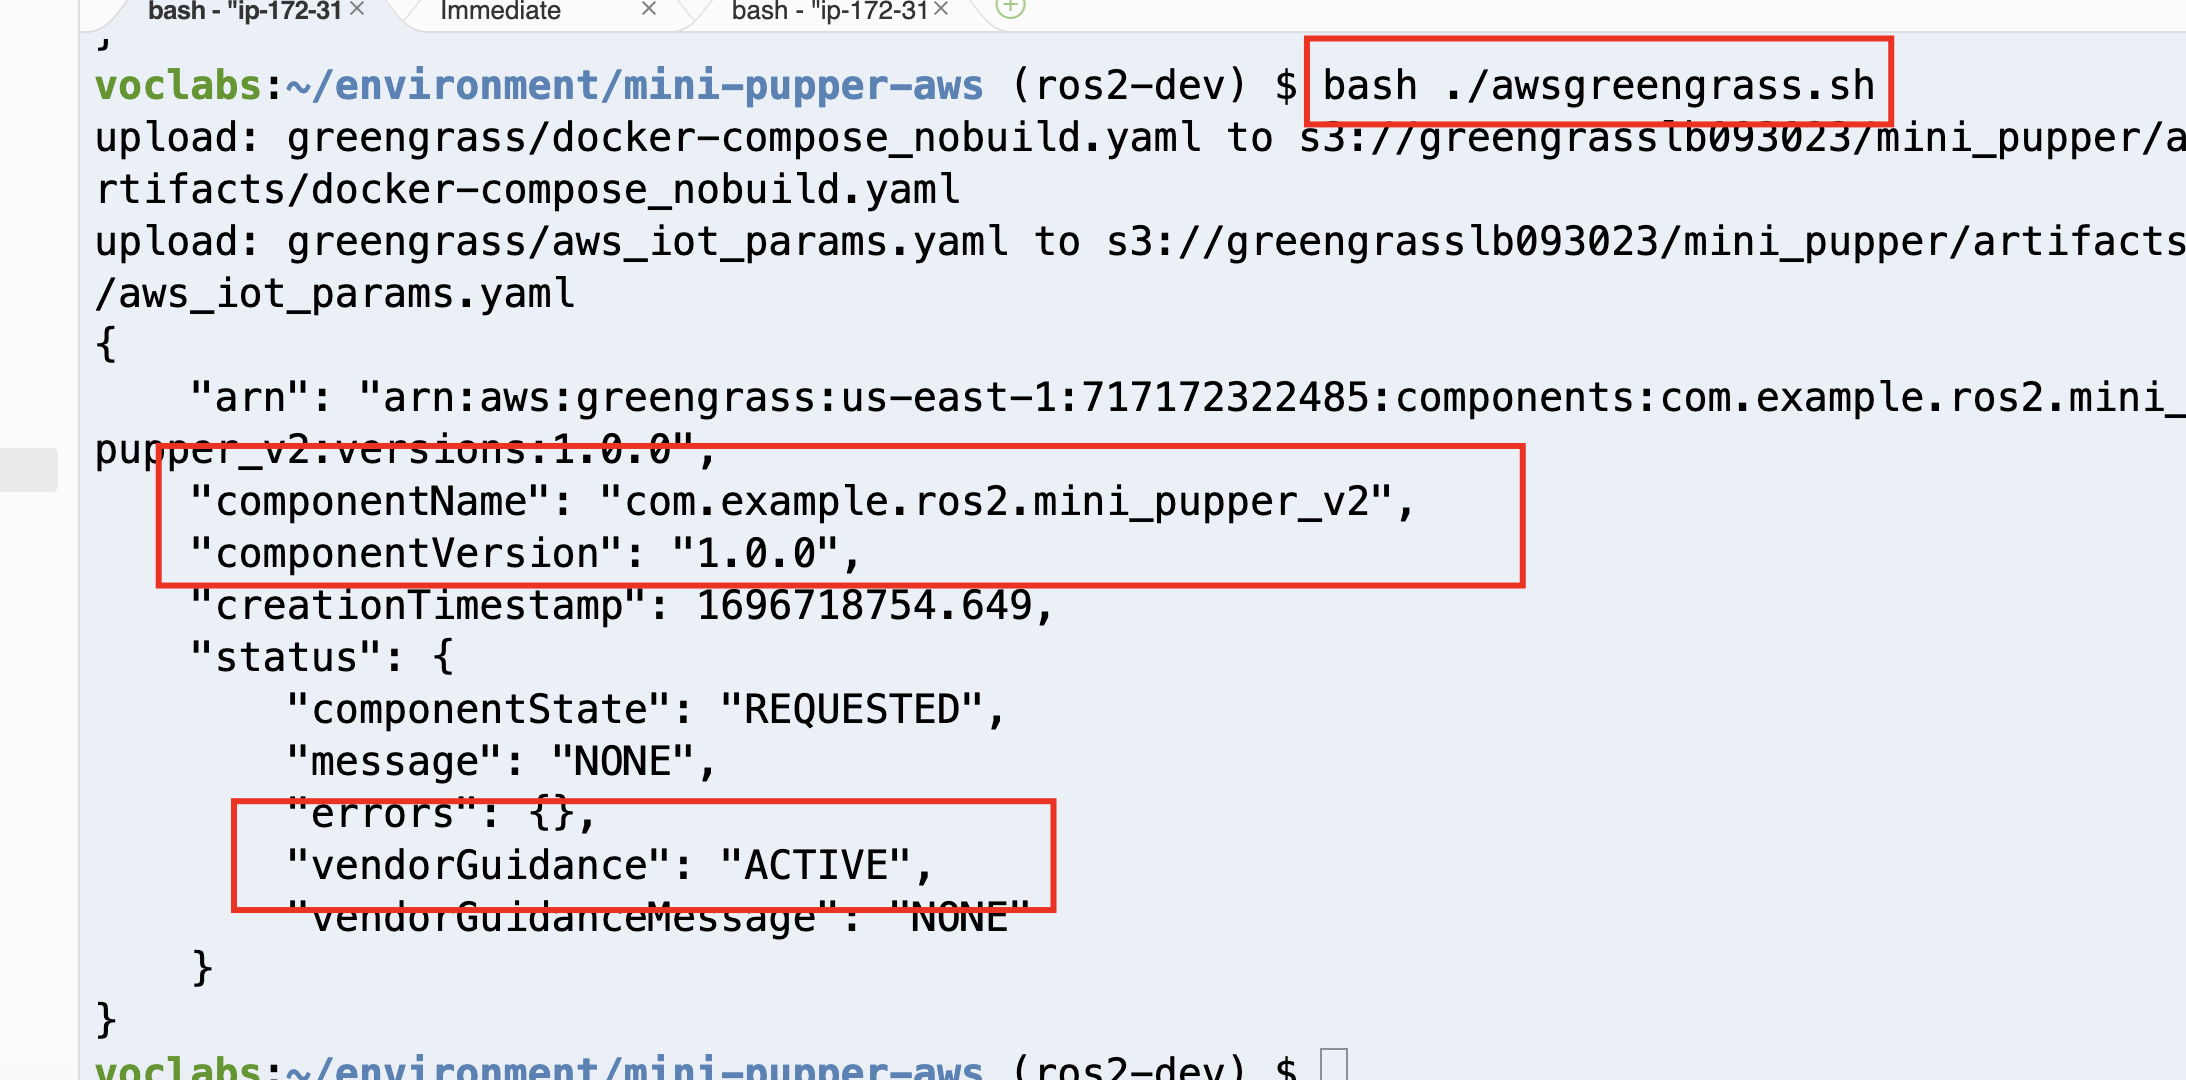 bash - "ip-172-31 × Immediate × bash - "ip-172-31 ×
}
voclabs:~/environment/mini-pupper-aws (ros2-dev) $ bash ./awsgreengrass.sh
upload: greengrass/docker-compose_nobuild.yaml to s3://greengrasslb093023/mini_pupper/a
rtifacts/docker-compose_nobuild.yaml
upload: greengrass/aws_iot_params.yaml to s3://greengrasslb093023/mini_pupper/artifacts
/aws_iot_params.yaml
{
    "arn": "arn:aws:greengrass:us-east-1:717172322485:components:com.example.ros2.mini_
pupper_v2:versions:1.0.0",
    "componentName": "com.example.ros2.mini_pupper_v2",
    "componentVersion": "1.0.0",
    "creationTimestamp": 1696718754.649,
    "status": {
        "componentState": "REQUESTED",
        "message": "NONE",
        "errors": {},
        "vendorGuidance": "ACTIVE",
        "vendorGuidanceMessage": "NONE"
    }
}
voclabs:~/environment/mini-pupper-aws (ros2-dev) $